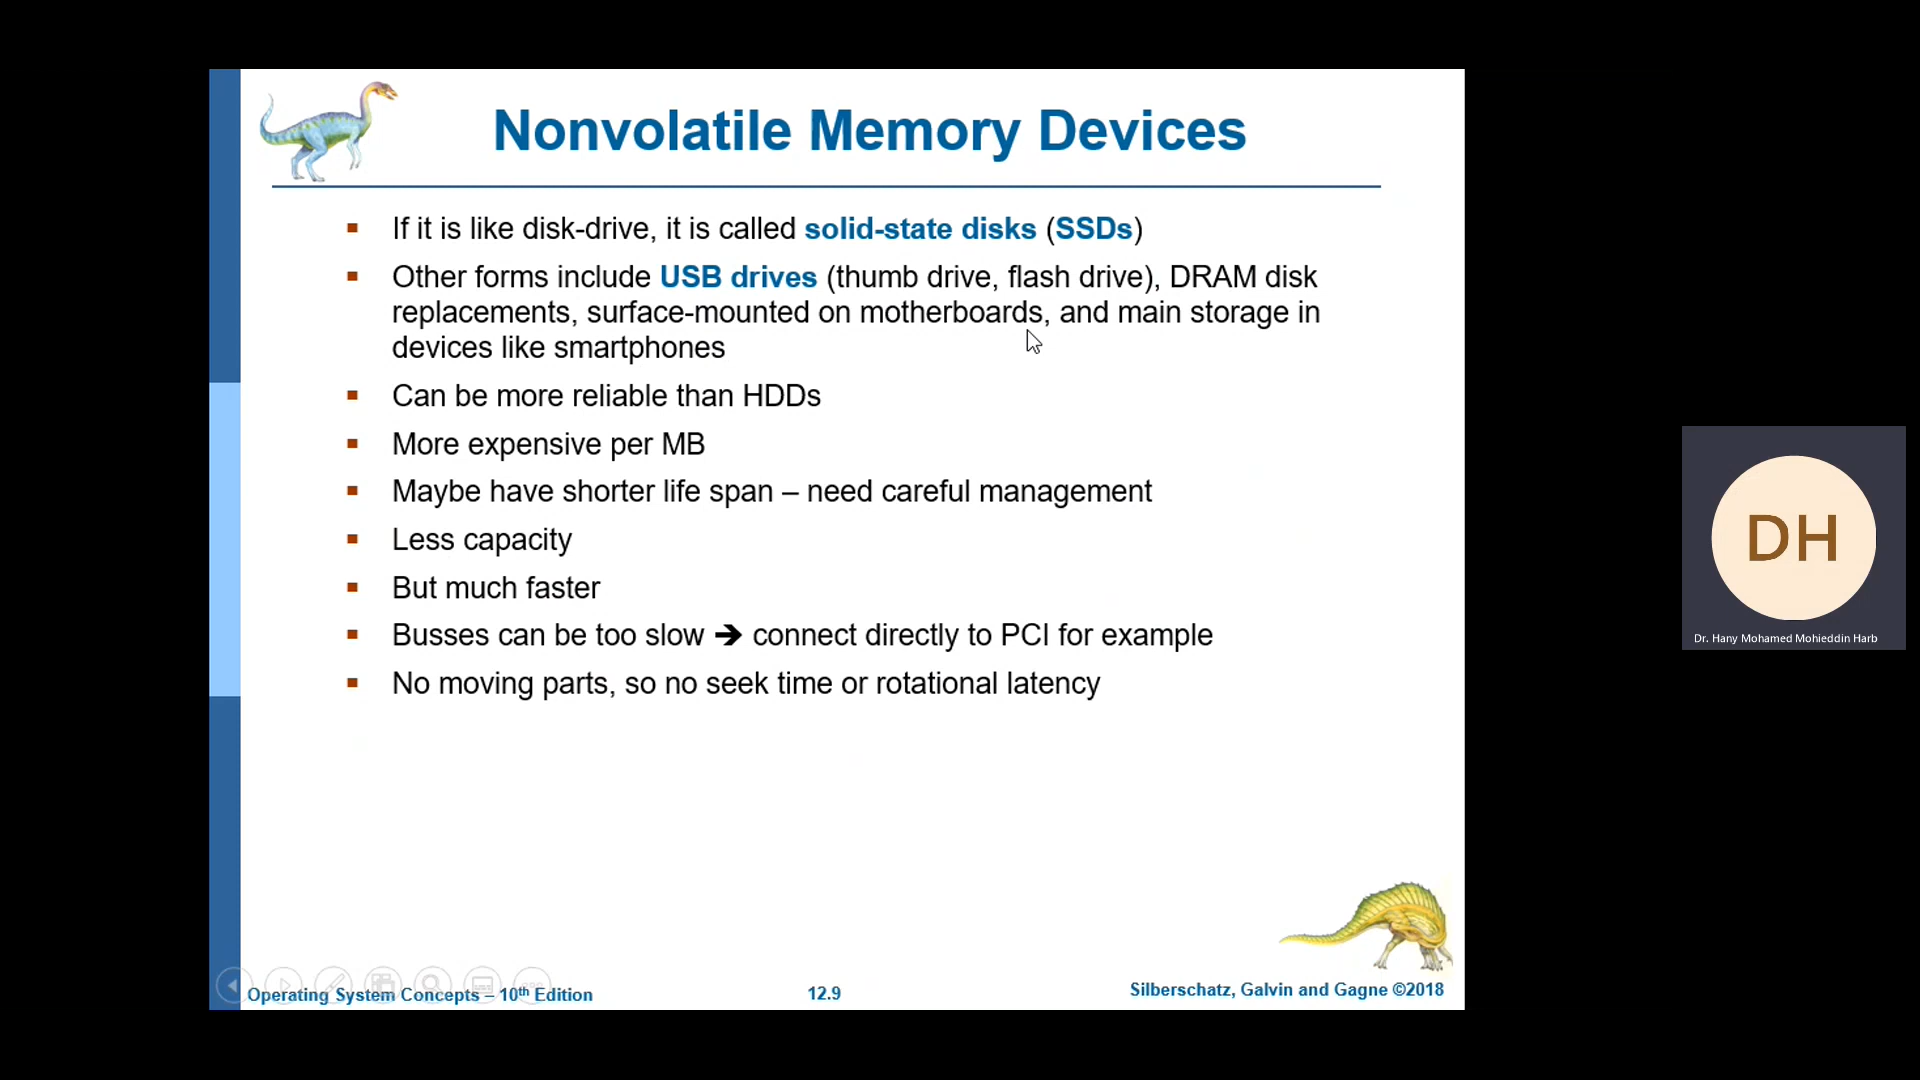 Nonvolatile Memory Devices
If it is like disk-drive, it is called solid-state disks (SSDs)
Other forms include USB drives (thumb drive, flash drive), DRAM disk
replacements, surface-mounted on motherboards, and main storage in
devices like smartphones
Can be more reliable than HDDs
More expensive per MB
Maybe have shorter life span – need careful management
Less capacity
But much faster
Busses can be too slow ➔ connect directly to PCI for example
No moving parts, so no seek time or rotational latency
DH
Dr. Hany Mohamed Mohieddin Harb
Operating System Concepts – 10th Edition
12.9
Silberschatz, Galvin and Gagne ©2018